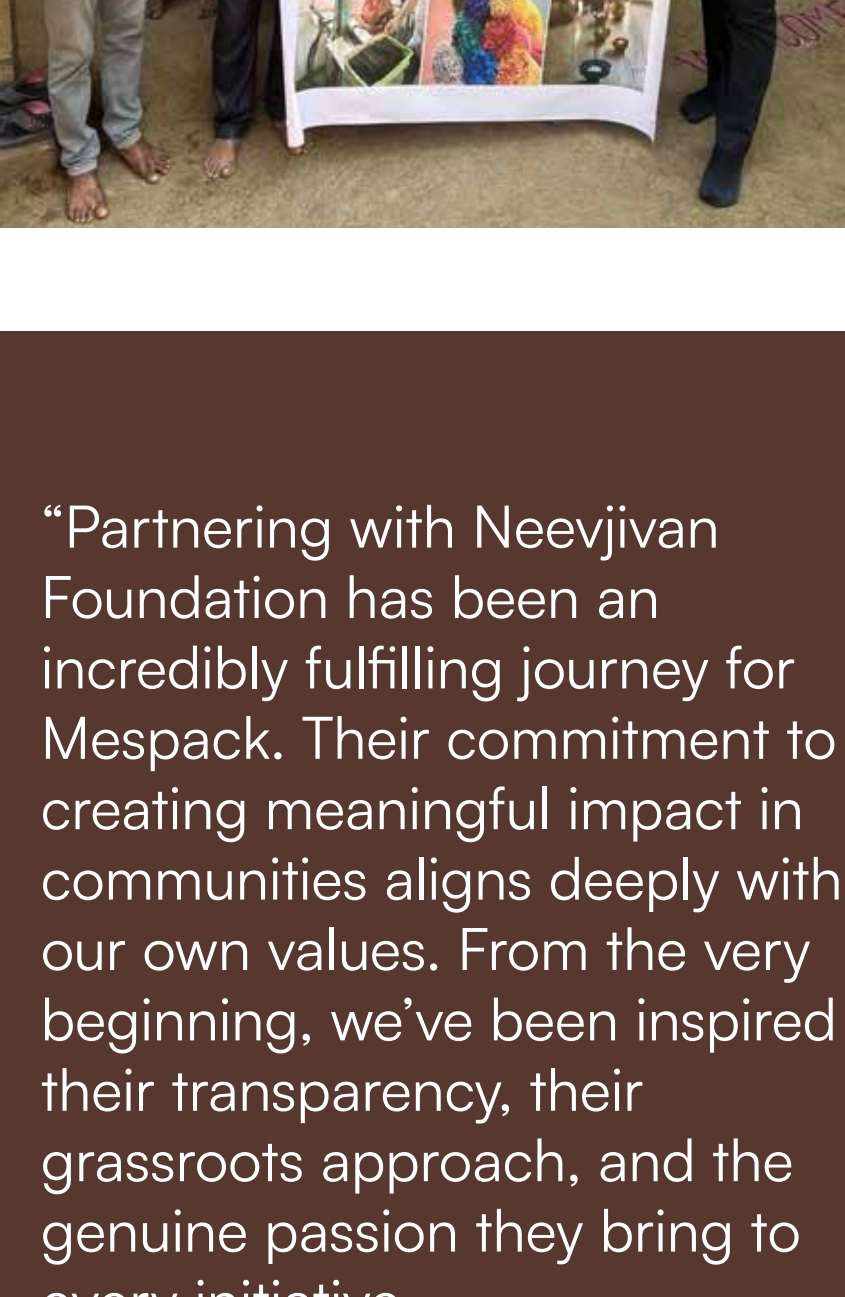 “Partnering with Neevjivan
Foundation has been an
incredibly fulfilling journey for
Mespack. Their commitment to
creating meaningful impact in
communities aligns deeply with
our own values. From the very
beginning, we’ve been inspired
their transparency, their
grassroots approach, and the
genuine passion they bring to
every initiative